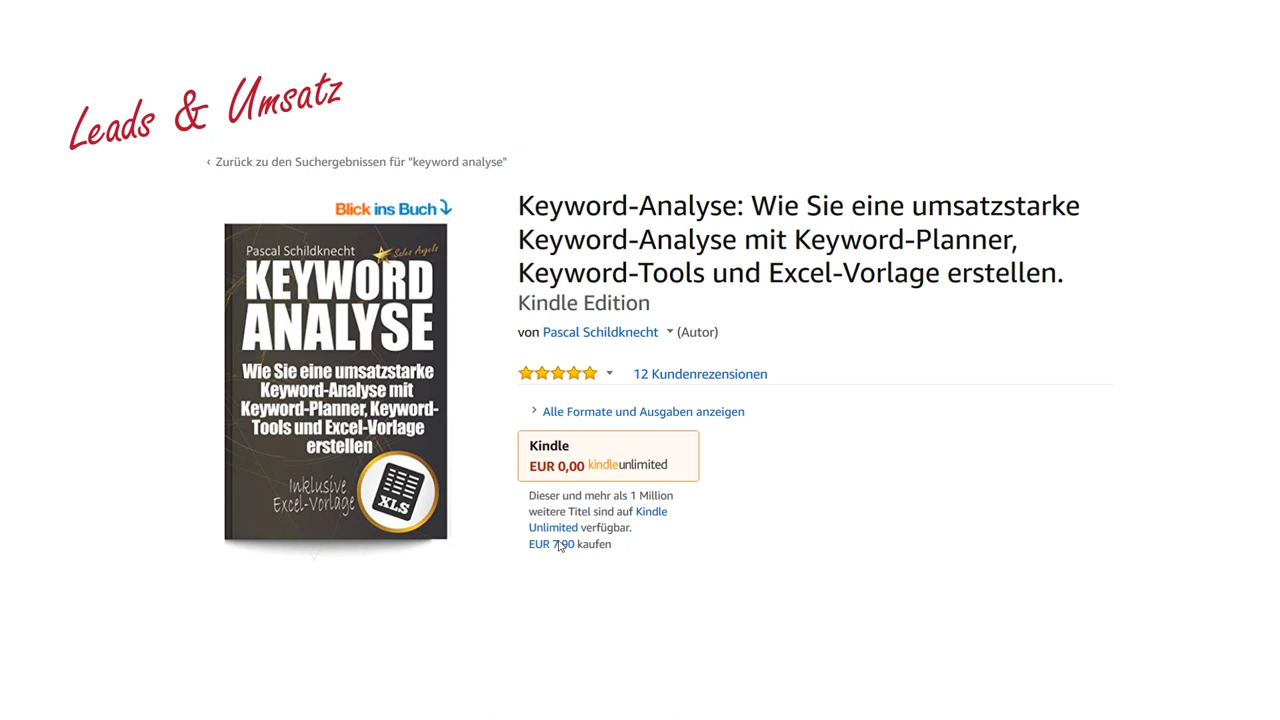 Leads & Umsatz
‹ Zurück zu den Suchergebnissen für "keyword analyse"
Blick ins Buch
Pascal Schildknecht
Sales Angels
KEYWORD
ANALYSE
Wie Sie eine umsatzstarke
Keyword-Analyse mit
Keyword-Planner, Keyword-
Tools und Excel-Vorlage
erstellen
Inklusive
Excel-Vorlage
XLS
Keyword-Analyse: Wie Sie eine umsatzstarke
Keyword-Analyse mit Keyword-Planner,
Keyword-Tools und Excel-Vorlage erstellen.
Kindle Edition
von Pascal Schildknecht (Autor)
12 Kundenrezensionen
› Alle Formate und Ausgaben anzeigen
Kindle
EUR 0,00 kindleunlimited
Dieser und mehr als 1 Million
weitere Titel sind auf Kindle
Unlimited verfügbar.
EUR 7,90 kaufen